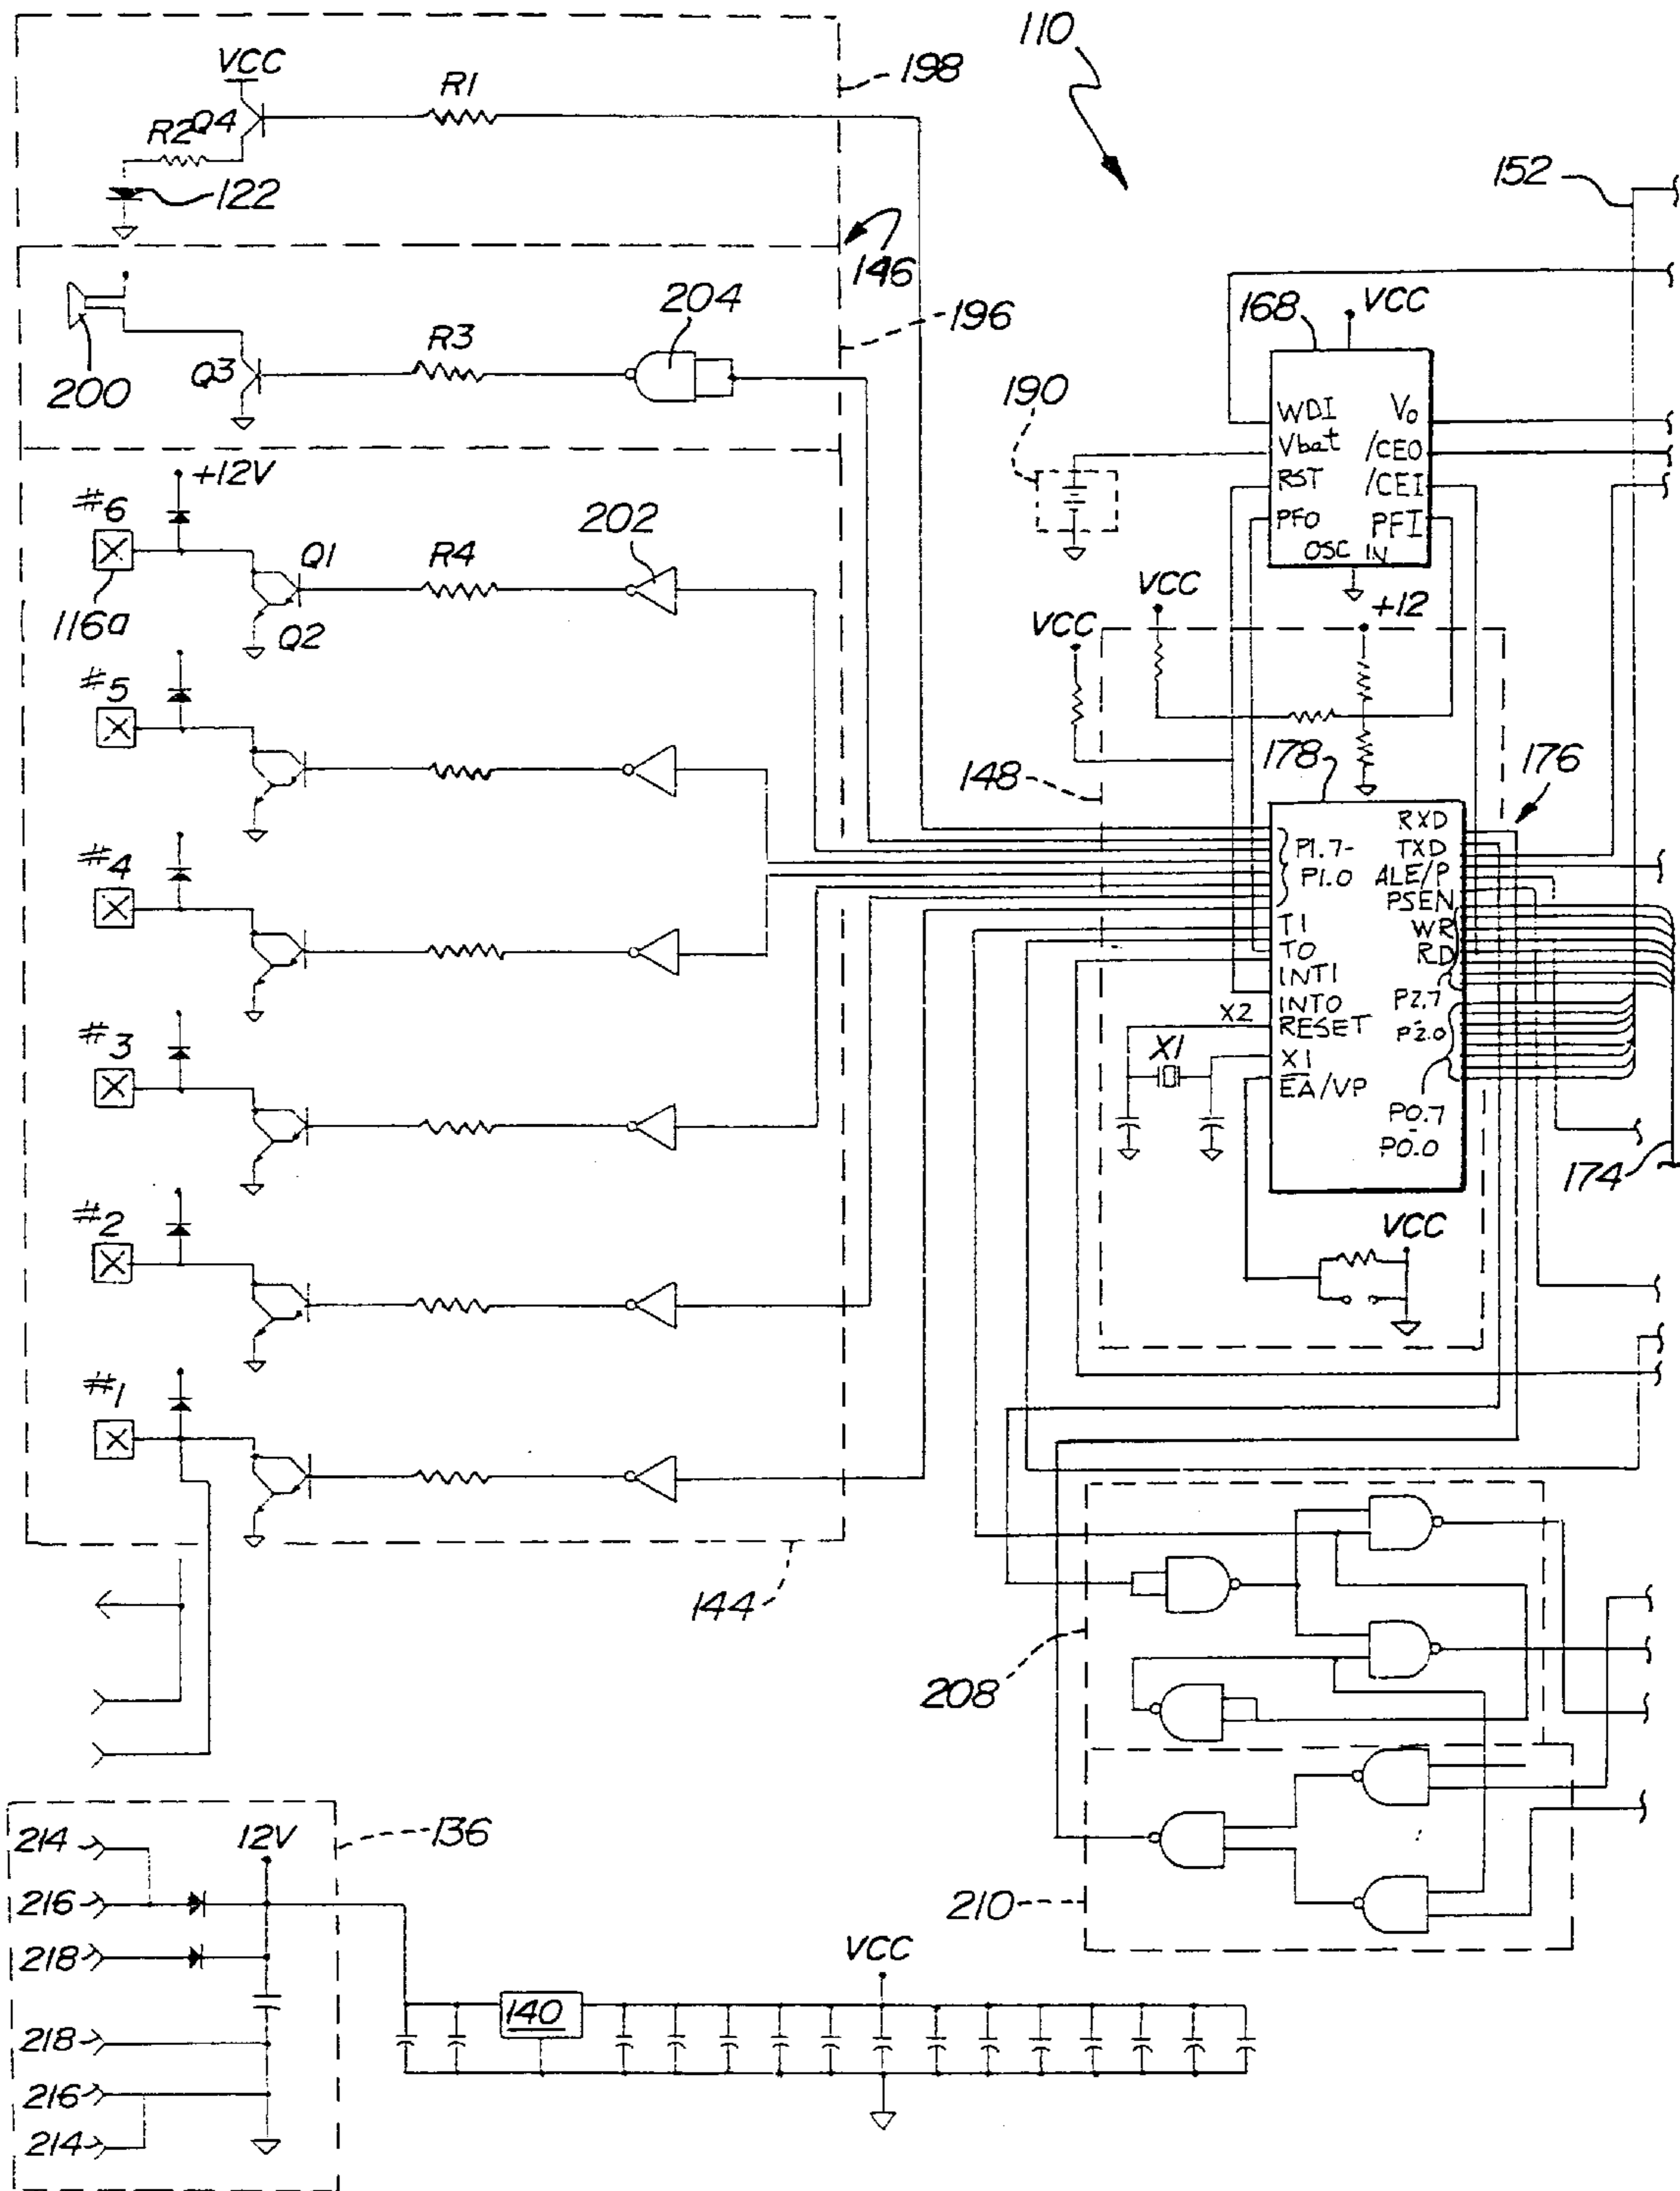 110
VCC
198
R1
R2
Q4
152
122
146
204
VCC
168
196
R3
200
Q3
190
WDI
Vo
Vbat
/CEO
RST
/CEI
PFO
PFI
OSC IN
+12V
#6
202
Q1
R4
116a
Q2
VCC
VCC
+12
#5
148
178
176
RXD
P1.7-
TXD
P1.0
ALE/P
PSEN
#4
T1
WR
TO
RD
INT1
INTO
P2.7
X2
RESET
P2.0
X1
X1
EA/VP
P0.7
-
P0.0
174
#3
#2
VCC
#1
144
208
210
214
12V
136
216
218
VCC
140
218
216
214